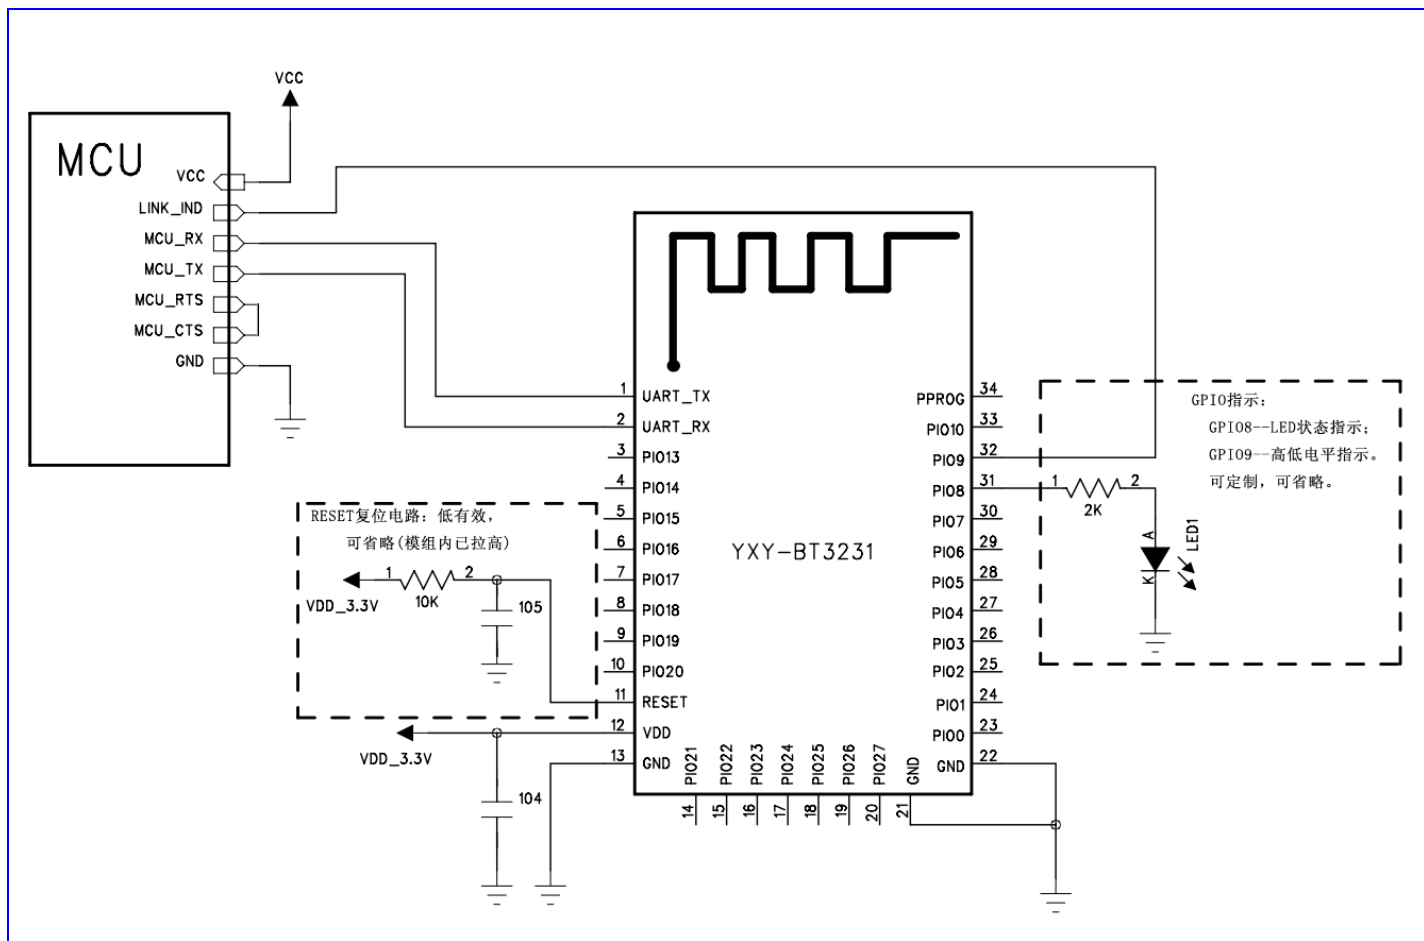 VCC
MCU
VCC
LINK_IND
MCU_RX
MCU_TX
MCU_RTS
MCU_CTS
GND
1 UART_TX
2 UART_RX
3 PIO13
4 PIO14
5 PIO15
6 PIO16
7 PIO17
8 PIO18
9 PIO19
10 PIO20
11 RESET
12 VDD
13 GND
YXY-BT3231
PPROG 34
PIO10 33
PIO9 32
PIO8 31
PIO7 30
PIO6 29
PIO5 28
PIO4 27
PIO3 26
PIO2 25
PIO1 24
PIO0 23
GND 22
PIO21
PIO22
PIO23
PIO24
PIO25
PIO26
PIO27
GND
14
15
16
17
18
19
20
21
RESET复位电路：低有效，
可省略(模组内已拉高)
1 2
10K
VDD_3.3V
105
VDD_3.3V
104
GPIO指示：
GPIO8--LED状态指示；
GPIO9--高低电平指示。
可定制，可省略。
1 2
2K
A
K
LED1